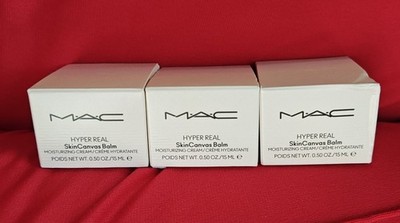 MAC
HYPER REAL
SkinCanvas Balm
MOISTURIZING CREAM/CRÈME HYDRATANTE
POIDS NET WT. 0.50 OZ/15 ML ℮
MAC
HYPER REAL
SkinCanvas Balm
MOISTURIZING CREAM/CRÈME HYDRATANTE
POIDS NET WT. 0.50 OZ/15 ML ℮
MAC
HYPER REAL
SkinCanvas Balm
MOISTURIZING CREAM/CRÈME HYDRATANTE
POIDS NET WT. 0.50 OZ/15 ML ℮